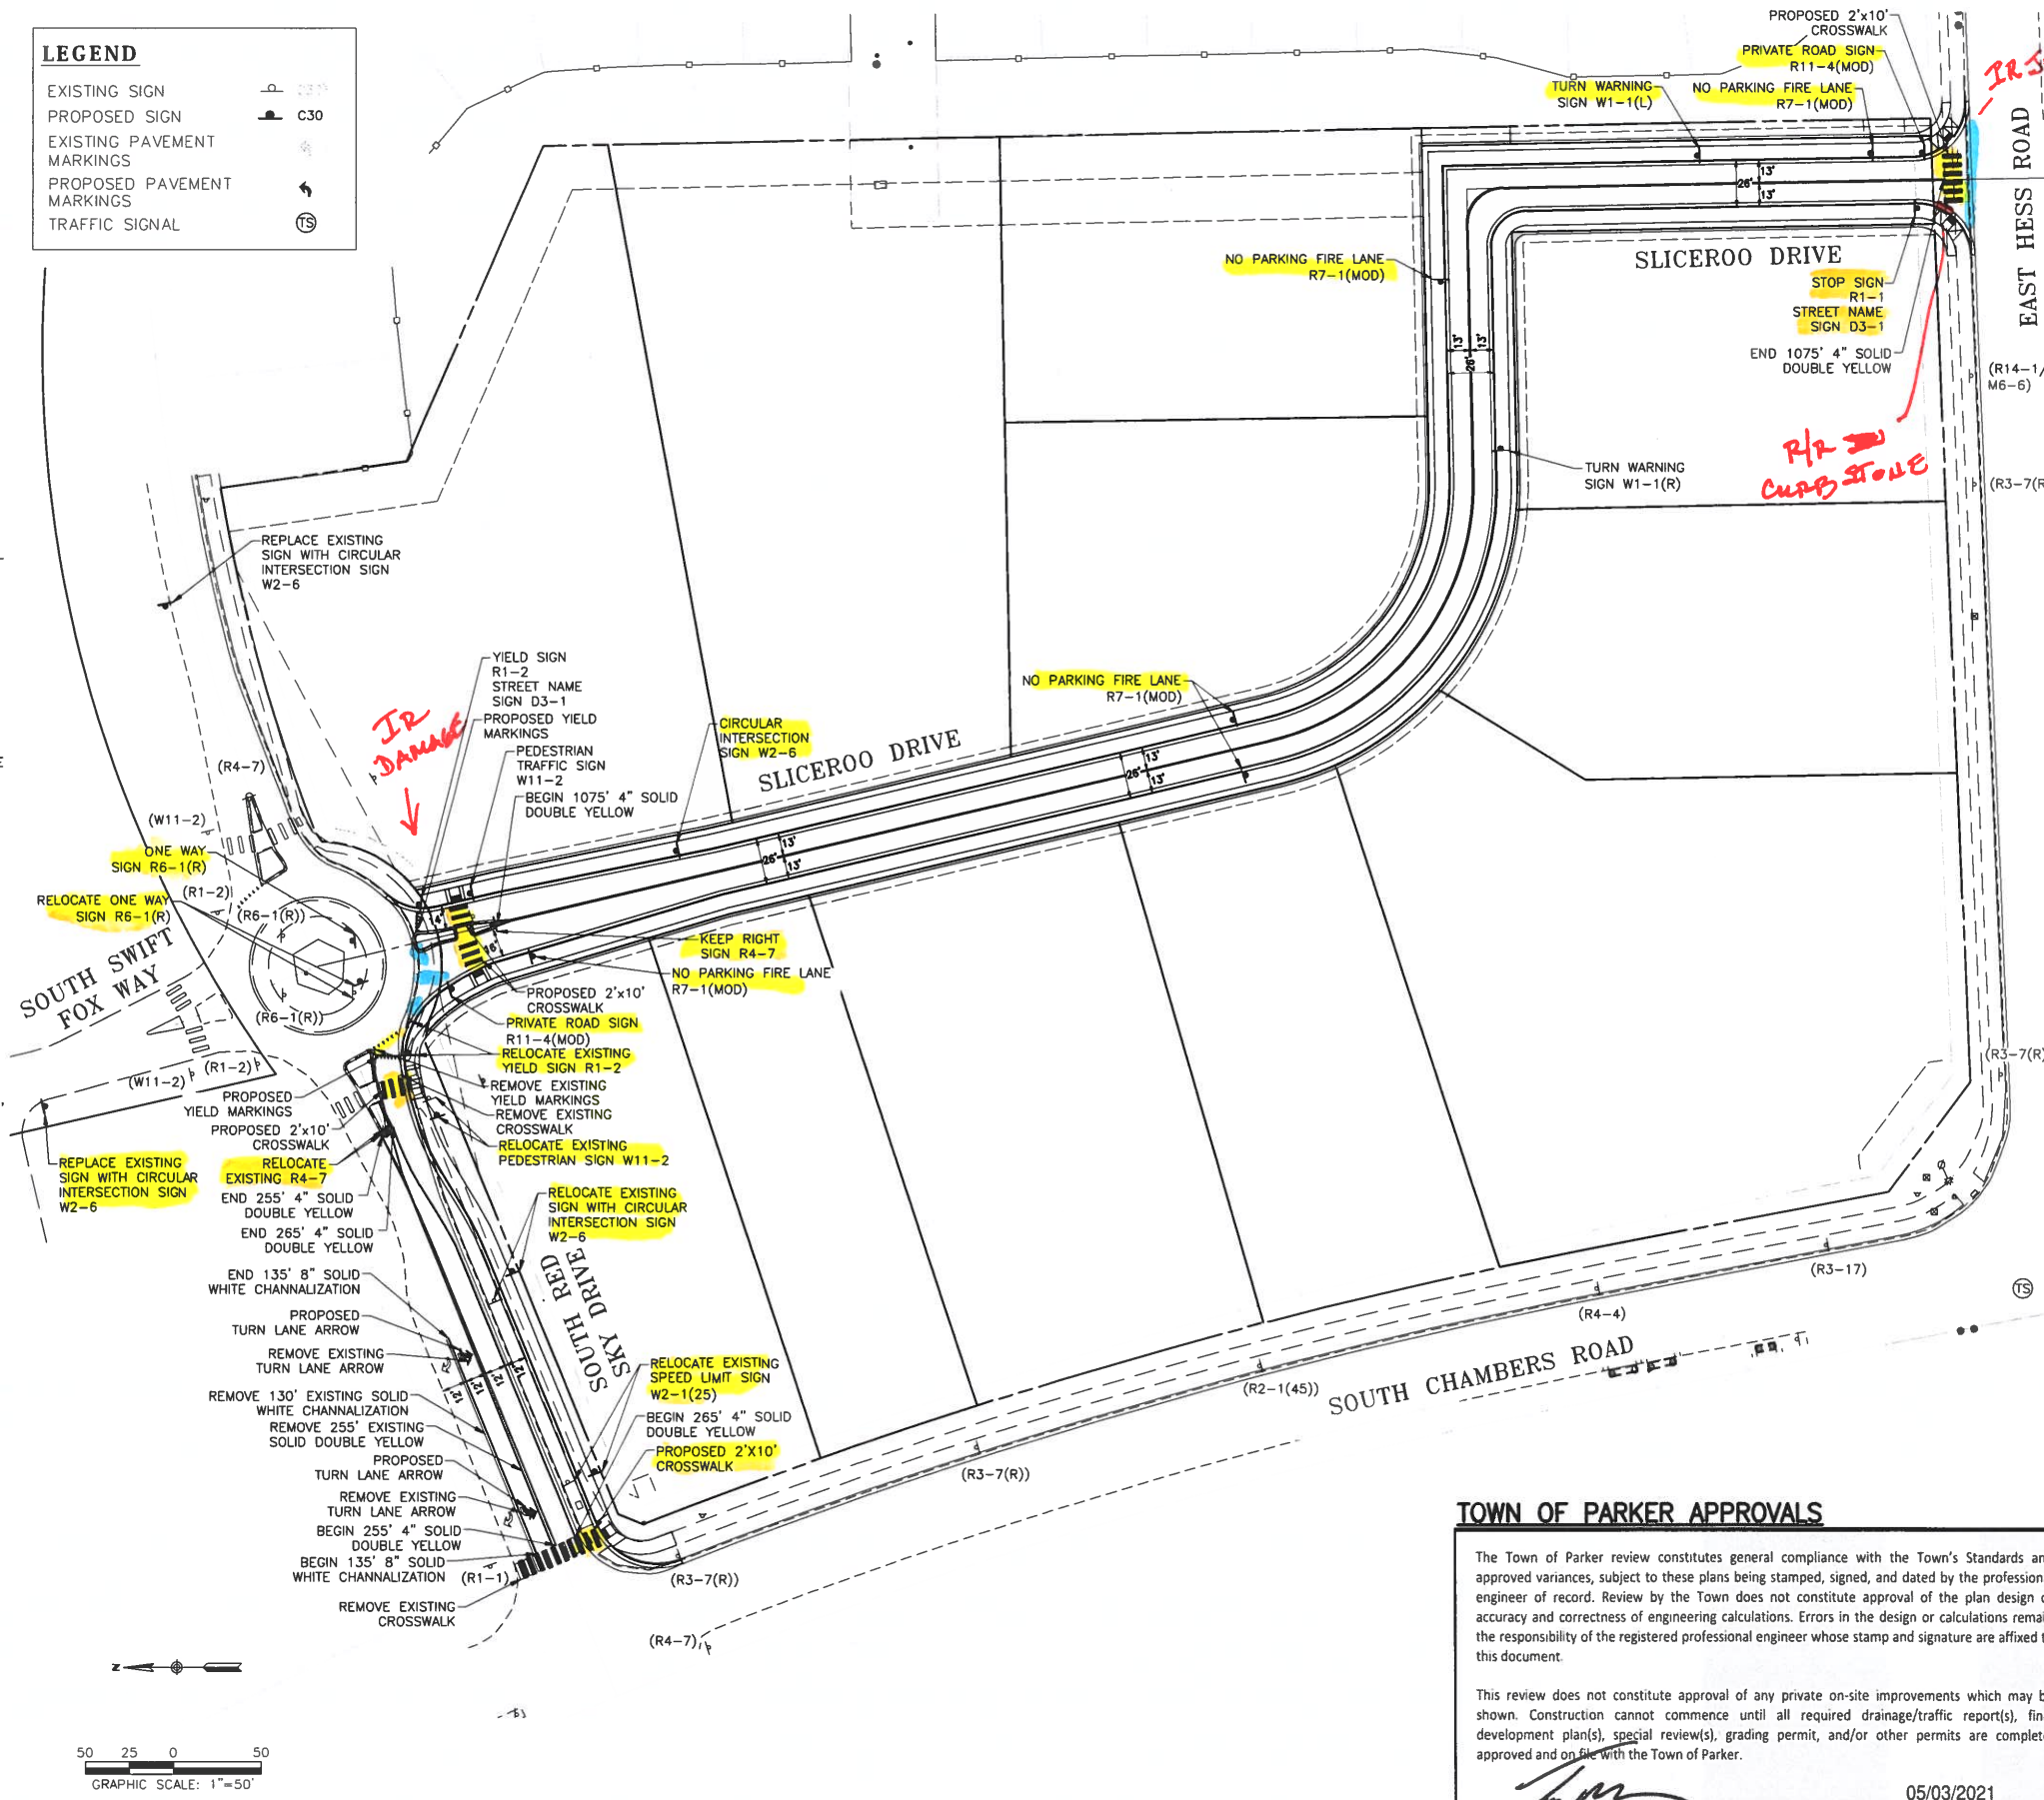 LEGEND
EXISTING SIGN
PROPOSED SIGN
C30
EXISTING PAVEMENT
MARKINGS
PROPOSED PAVEMENT
MARKINGS
TRAFFIC SIGNAL
TS
PROPOSED 2'x10'
CROSSWALK
PRIVATE ROAD SIGN
R11-4(MOD)
TURN WARNING
SIGN W1-1(L)
NO PARKING FIRE LANE
R7-1(MOD)
EAST HESS ROAD
26'
13'
13'
SLICEROO DRIVE
NO PARKING FIRE LANE
R7-1(MOD)
STOP SIGN
R1-1
STREET NAME
SIGN D3-1
END 1075' 4" SOLID
DOUBLE YELLOW
(R14-1/
M6-6)
13'
13'
26'
R/R
CURB STONE
TURN WARNING
SIGN W1-1(R)
(R3-7(R
REPLACE EXISTING
SIGN WITH CIRCULAR
INTERSECTION SIGN
W2-6
YIELD SIGN
R1-2
STREET NAME
SIGN D3-1
PROPOSED YIELD
MARKINGS
PEDESTRIAN
TRAFFIC SIGN
W11-2
BEGIN 1075' 4" SOLID
DOUBLE YELLOW
IR
DAMAGE
CIRCULAR
INTERSECTION
SIGN W2-6
NO PARKING FIRE LANE
R7-1(MOD)
SLICEROO DRIVE
26'
13'
13'
26'
13'
13'
(R4-7)
(W11-2)
ONE WAY
SIGN R6-1(R)
(R1-2)
RELOCATE ONE WAY
SIGN R6-1(R)
(R6-1(R))
SOUTH SWIFT
FOX WAY
(R6-1(R))
14'
16'
KEEP RIGHT
SIGN R4-7
NO PARKING FIRE LANE
R7-1(MOD)
PROPOSED 2'x10'
CROSSWALK
PRIVATE ROAD SIGN
R11-4(MOD)
RELOCATE EXISTING
YIELD SIGN R1-2
REMOVE EXISTING
YIELD MARKINGS
REMOVE EXISTING
CROSSWALK
RELOCATE EXISTING
PEDESTRIAN SIGN W11-2
(R3-7(R)
(W11-2)
(R1-2)
PROPOSED
YIELD MARKINGS
PROPOSED 2'x10'
CROSSWALK
REPLACE EXISTING
SIGN WITH CIRCULAR
INTERSECTION SIGN
W2-6
RELOCATE
EXISTING R4-7
END 255' 4" SOLID
DOUBLE YELLOW
END 265' 4" SOLID
DOUBLE YELLOW
RELOCATE EXISTING
SIGN WITH CIRCULAR
INTERSECTION SIGN
W2-6
SOUTH RED
SKY DRIVE
END 135' 8" SOLID
WHITE CHANNALIZATION
PROPOSED
TURN LANE ARROW
REMOVE EXISTING
TURN LANE ARROW
12'
12'
12'
12'
REMOVE 130' EXISTING SOLID
WHITE CHANNALIZATION
REMOVE 255' EXISTING
SOLID DOUBLE YELLOW
PROPOSED
TURN LANE ARROW
REMOVE EXISTING
TURN LANE ARROW
BEGIN 255' 4" SOLID
DOUBLE YELLOW
BEGIN 135' 8" SOLID
WHITE CHANNALIZATION
(R1-1)
REMOVE EXISTING
CROSSWALK
RELOCATE EXISTING
SPEED LIMIT SIGN
W2-1(25)
BEGIN 265' 4" SOLID
DOUBLE YELLOW
PROPOSED 2'X10'
CROSSWALK
(R3-17)
(R4-4)
TS
(R2-1(45))
SOUTH CHAMBERS ROAD
(R3-7(R))
(R3-7(R))
(R4-7)
Z
50 25 0 50
GRAPHIC SCALE: 1"=50'
TOWN OF PARKER APPROVALS
The Town of Parker review constitutes general compliance with the Town's Standards an
approved variances, subject to these plans being stamped, signed, and dated by the profession
engineer of record. Review by the Town does not constitute approval of the plan design o
accuracy and correctness of engineering calculations. Errors in the design or calculations remai
the responsibility of the registered professional engineer whose stamp and signature are affixed t
this document.
This review does not constitute approval of any private on-site improvements which may b
shown. Construction cannot commence until all required drainage/traffic report(s), fin
development plan(s), special review(s), grading permit, and/or other permits are complet
approved and on file with the Town of Parker.
05/03/2021